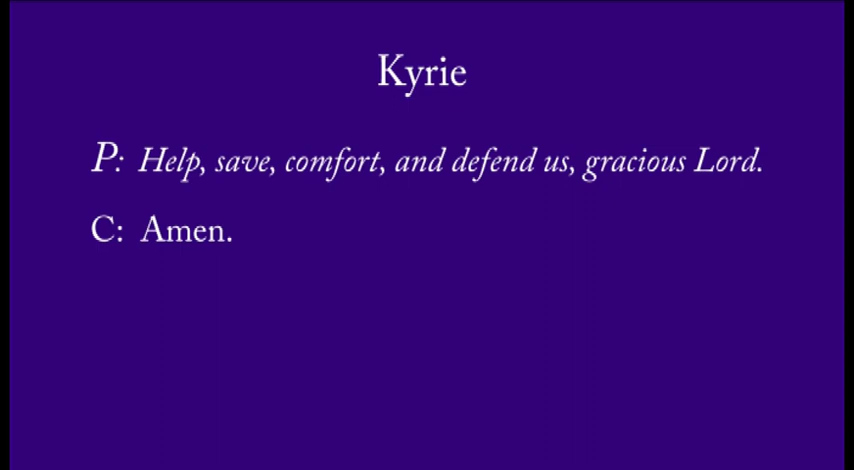 Kyrie
P: Help, save, comfort, and defend us, gracious Lord.
C: Amen.